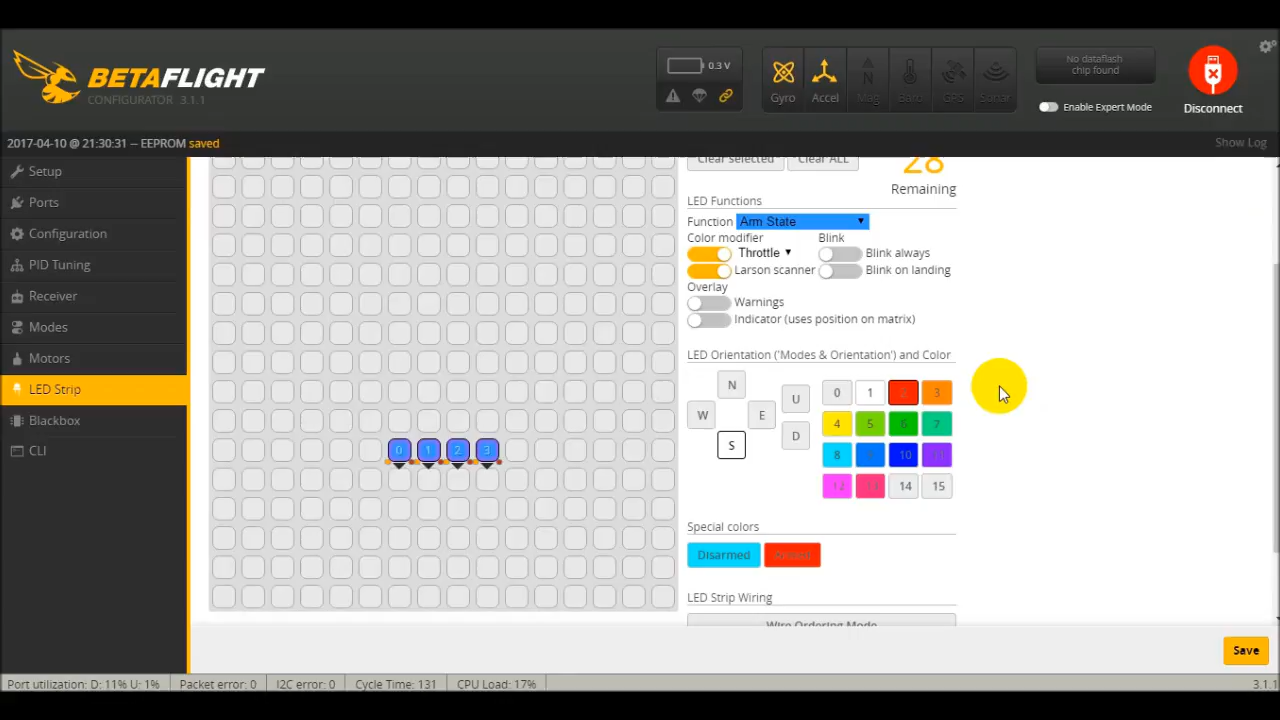 BETAFLIGHT
CONFIGURATOR 3.1.1
0.3 V
Gyro
Accel
Mag
Baro
GPS
Sonar
No dataflash
chip found
Enable Expert Mode
Disconnect
2017-04-10 @ 21:30:31 -- EEPROM saved
Show Log
Setup
Ports
Configuration
PID Tuning
Receiver
Modes
Motors
LED Strip
Blackbox
CLI
0 1 2 3
Clear selected
Clear ALL
28
Remaining
LED Functions
Function Arm State
Color modifier
Blink
Throttle
Blink always
Larson scanner
Blink on landing
Overlay
Warnings
Indicator (uses position on matrix)
LED Orientation ('Modes & Orientation') and Color
N
W
E
S
U
D
0 1 2 3
4 5 6 7
8 9 10 11
12 13 14 15
Special colors
Disarmed
Armed
LED Strip Wiring
Wire Ordering Mode
Save
Port utilization: D: 11% U: 1%
Packet error: 0
I2C error: 0
Cycle Time: 131
CPU Load: 17%
3.1.1